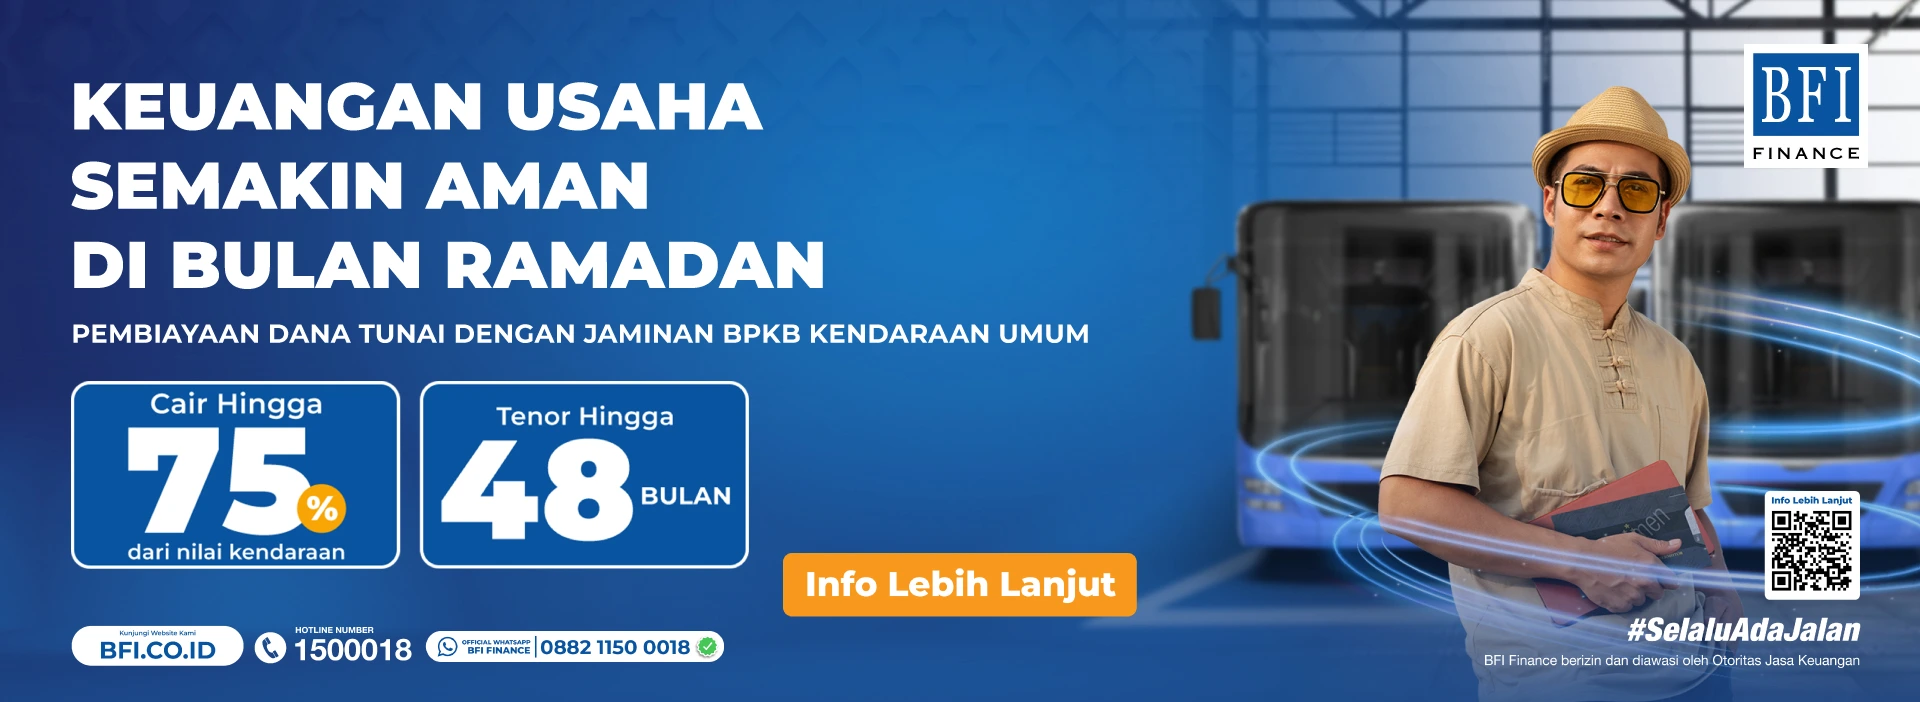 KEUANGAN USAHA
SEMAKIN AMAN
DI BULAN RAMADAN
PEMBIAYAAN DANA TUNAI DENGAN JAMINAN BPKB KENDARAAN UMUM
Cair Hingga
75%
dari nilai kendaraan
Tenor Hingga
48 BULAN
Info Lebih Lanjut
Kunjungi Website Kami
BFI.CO.ID
HOTLINE NUMBER
1500018
OFFICIAL WHATSAPP
BFI FINANCE
0882 1150 0018
BFI
FINANCE
Info Lebih Lanjut
#SelaluAdaJalan
BFI Finance berizin dan diawasi oleh Otoritas Jasa Keuangan